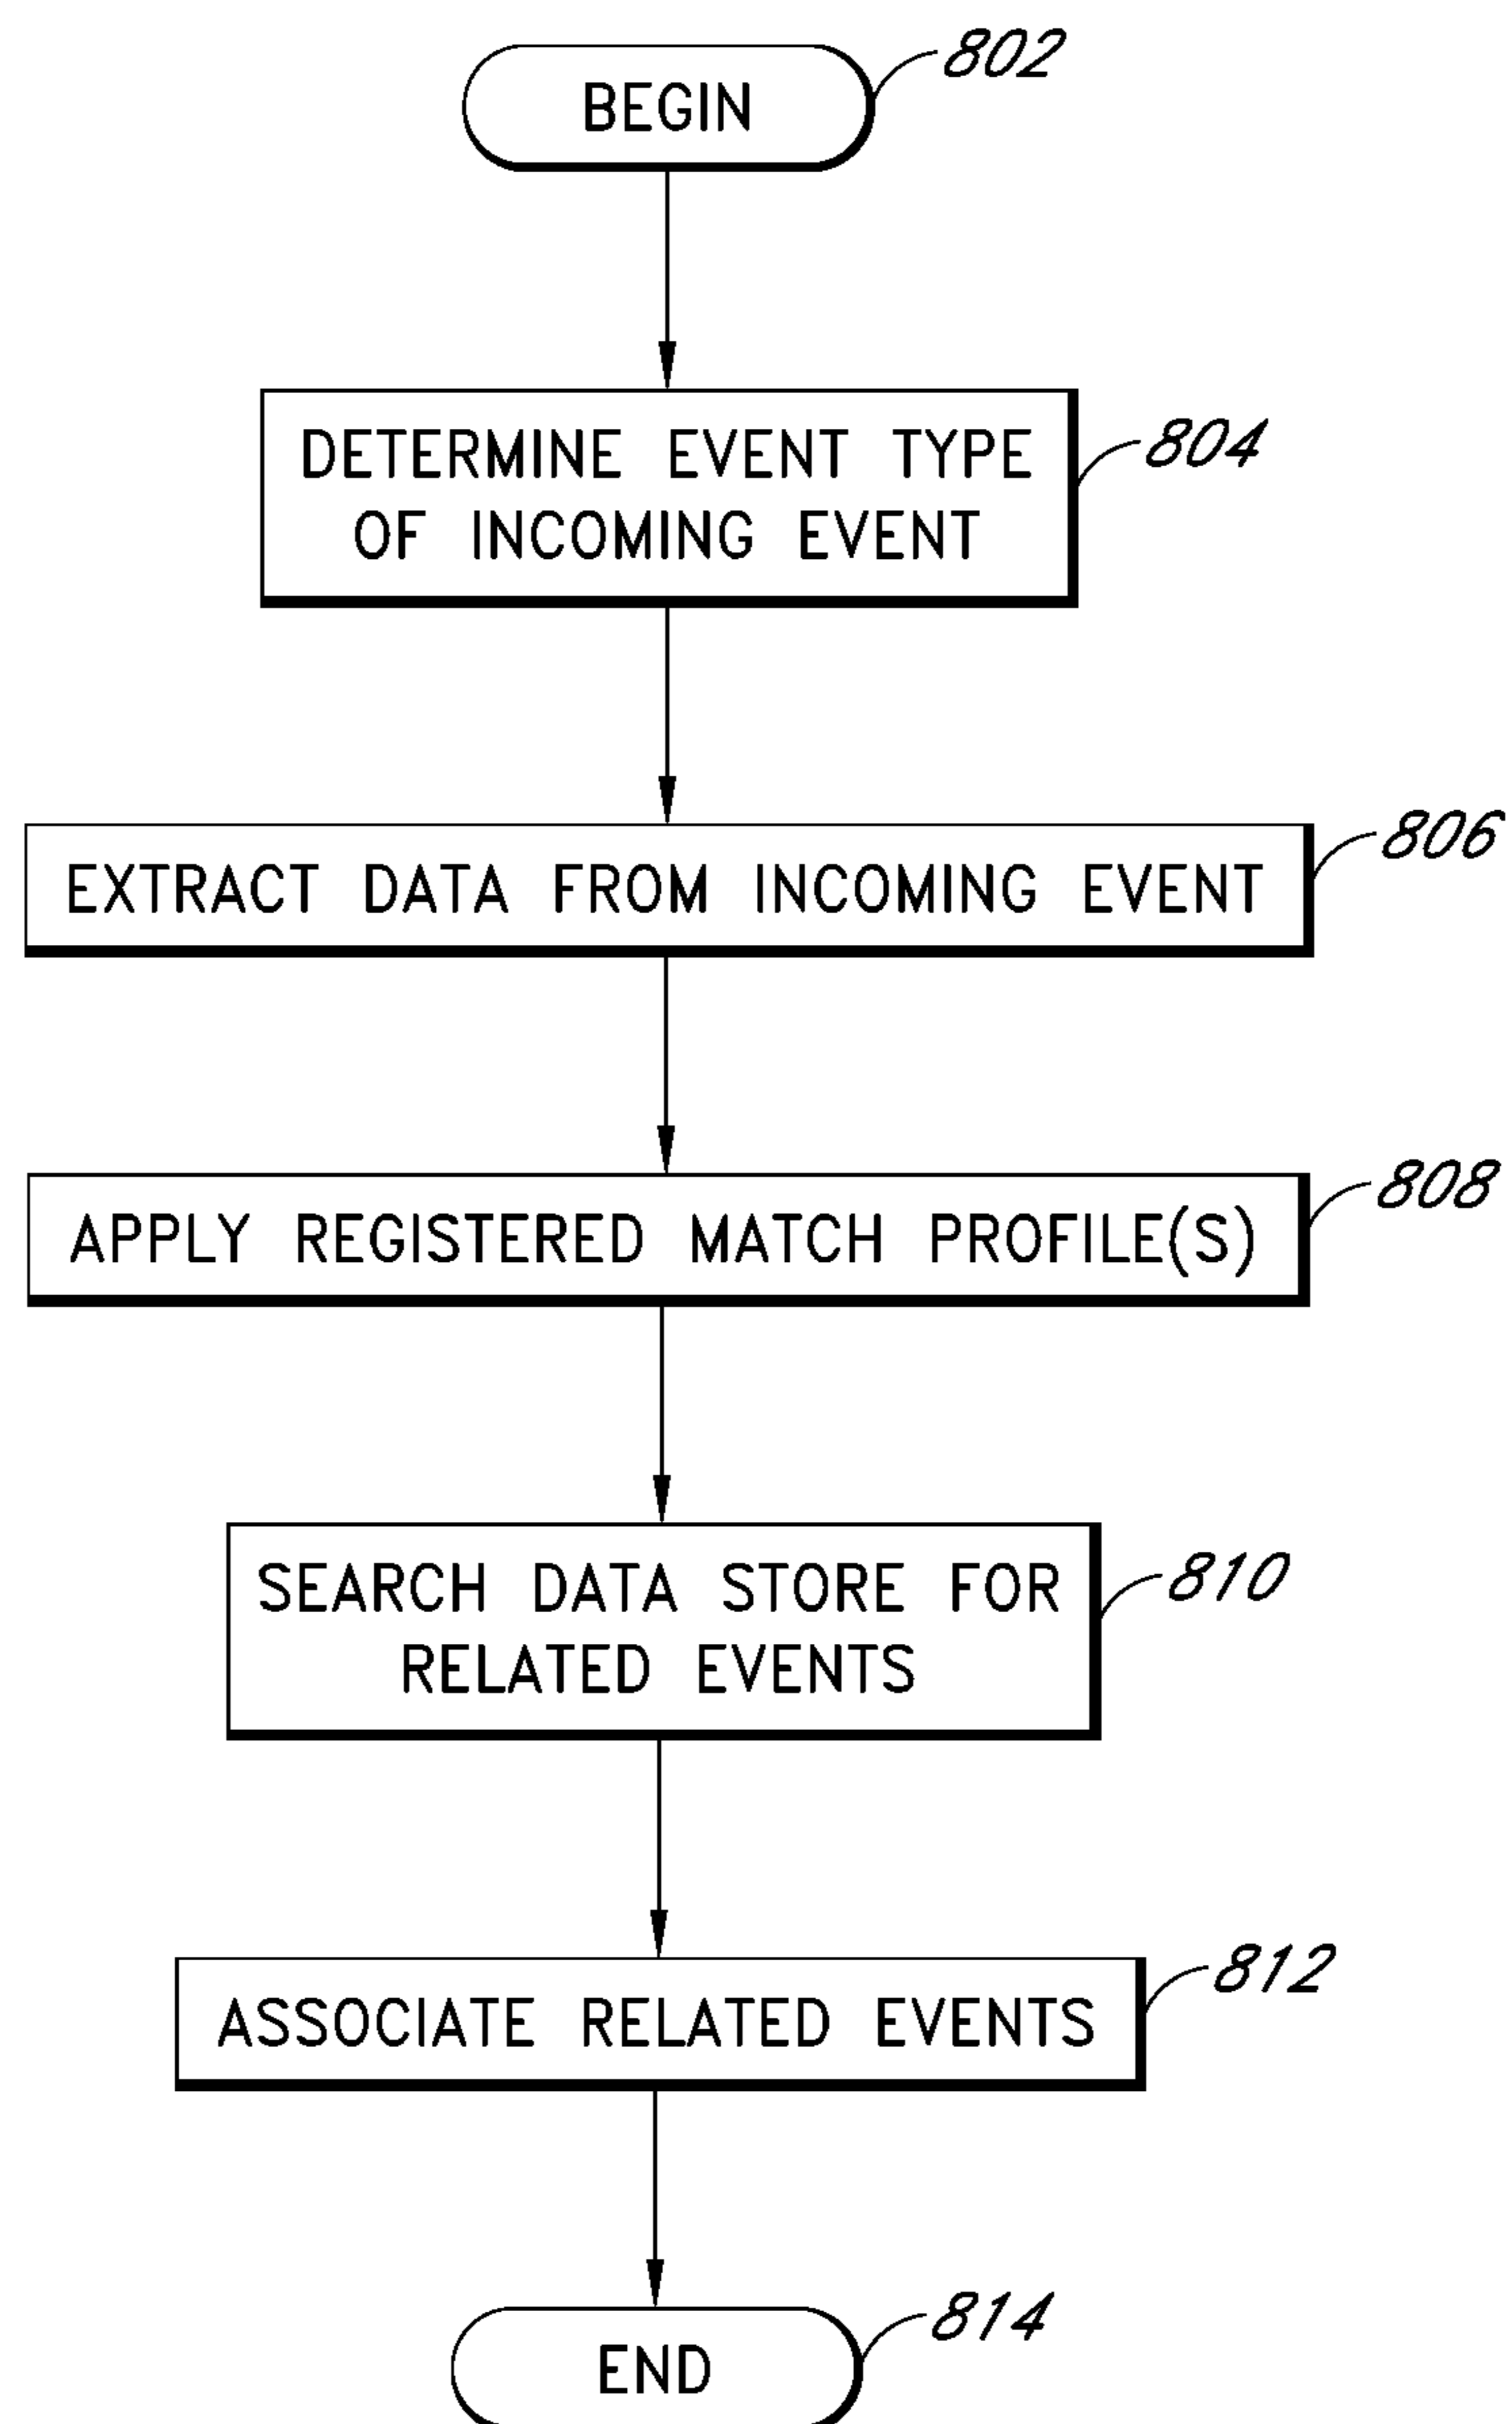 BEGIN
802
DETERMINE EVENT TYPE
OF INCOMING EVENT
804
EXTRACT DATA FROM INCOMING EVENT
806
APPLY REGISTERED MATCH PROFILE(S)
808
SEARCH DATA STORE FOR
RELATED EVENTS
810
ASSOCIATE RELATED EVENTS
812
END
814